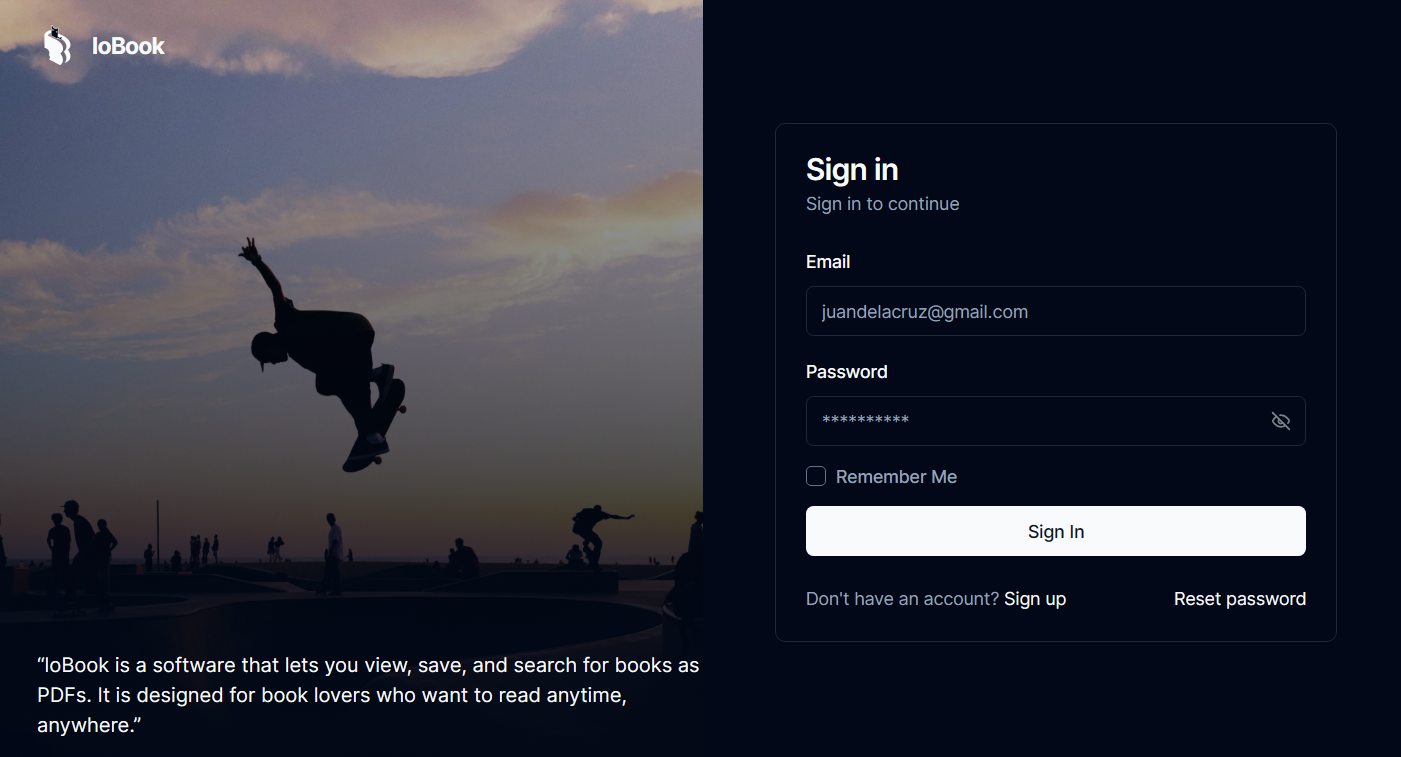 IoBook
“IoBook is a software that lets you view, save, and search for books as
PDFs. It is designed for book lovers who want to read anytime,
anywhere.”
Sign in
Sign in to continue
Email
juandelacruz@gmail.com
Password
**********
Remember Me
Sign In
Don't have an account? Sign up
Reset password